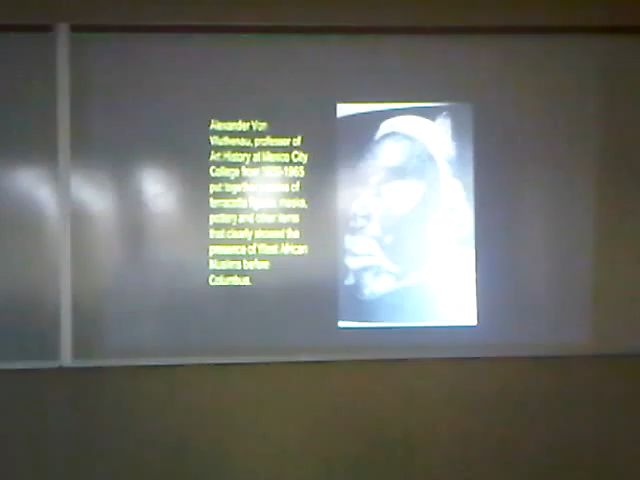 Alexander Von
professor of
Art History at Mexico City
College from
put together of
terracotta masks,
pottery and other items
that clearly showed the
presence of West African
Muslims before
Columbus.